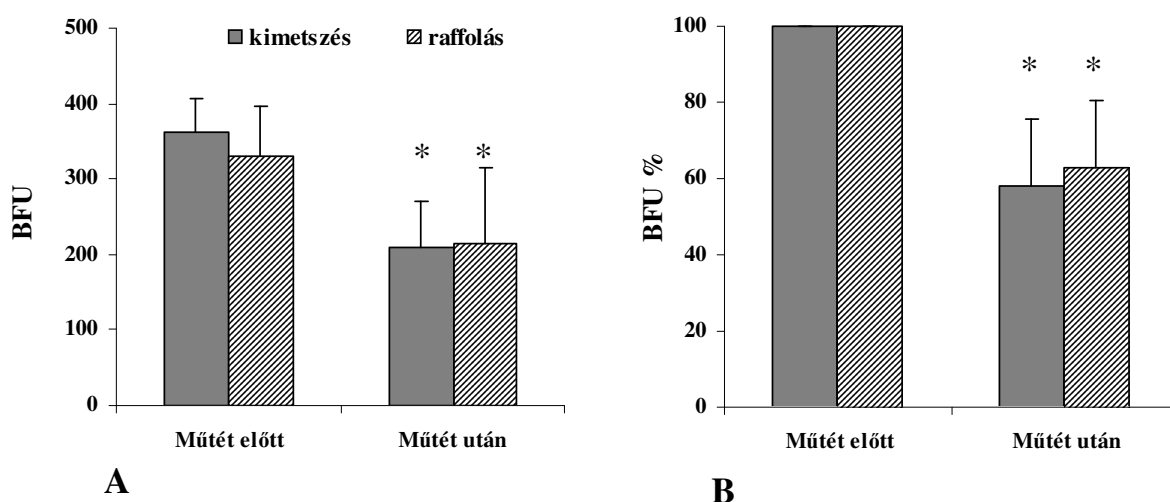 500
kimetszés raffolás
400
300
200
100
0
BFU
* *
Műtét előtt Műtét után
A
100
80
60
40
20
0
BFU %
* *
Műtét előtt Műtét után
B